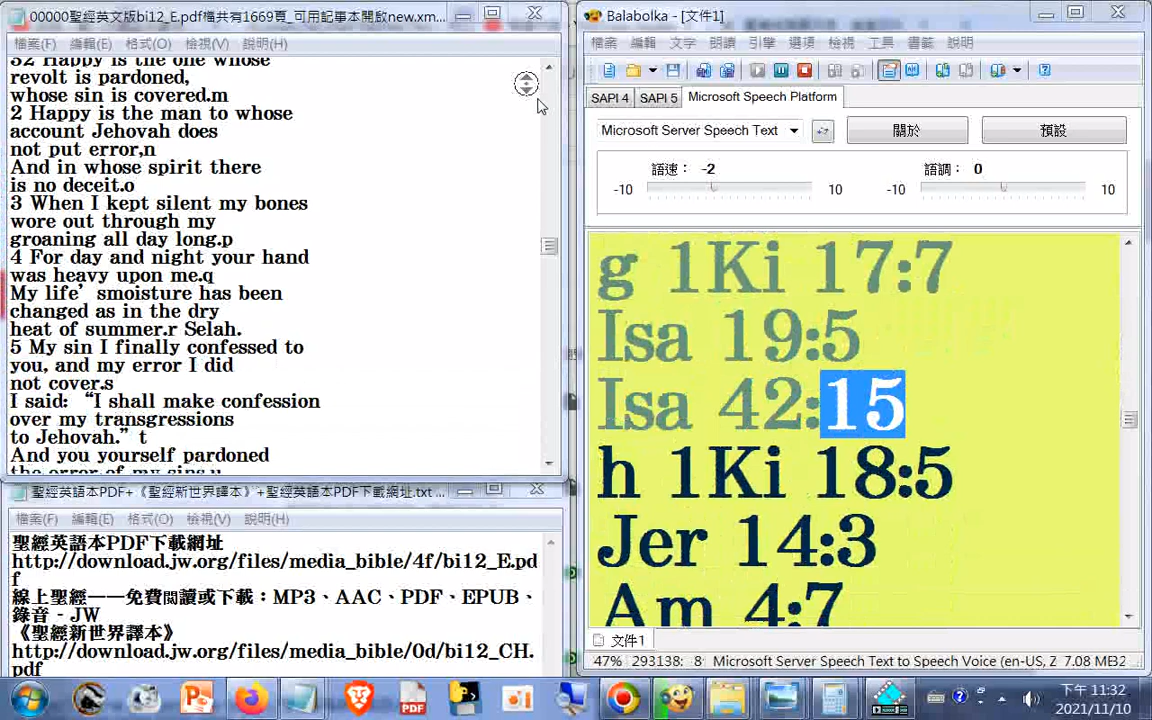 00000聖經英文版bi12_E.pdf檔共有1669頁_可用記事本開啟new.xm...
檔案(F) 編輯(E) 格式(O) 檢視(V) 說明(H)
32 Happy is the one whose
revolt is pardoned,
whose sin is covered.m
2 Happy is the man to whose
account Jehovah does
not put error,n
And in whose spirit there
is no deceit.o
3 When I kept silent my bones
wore out through my
groaning all day long.p
4 For day and night your hand
was heavy upon me.q
My life’smoisture has been
changed as in the dry
heat of summer.r Selah.
5 My sin I finally confessed to
you, and my error I did
not cover.s
I said: “I shall make confession
over my transgressions
to Jehovah.”t
And you yourself pardoned
the error of my sins.u
聖經英語本PDF+《聖經新世界譯本》+聖經英語本PDF下載網址.txt ...
檔案(F) 編輯(E) 格式(O) 檢視(V) 說明(H)
聖經英語本PDF下載網址
http://download.jw.org/files/media_bible/4f/bi12_E.pd
f
線上聖經——免費閱讀或下載：MP3、AAC、PDF、EPUB、
錄音 - JW
《聖經新世界譯本》
http://download.jw.org/files/media_bible/0d/bi12_CH.
pdf
Balabolka - [文件1]
檔案 編輯 文字 朗讀 引擎 選項 檢視 工具 書籤 說明
SAPI 4 SAPI 5 Microsoft Speech Platform
Microsoft Server Speech Text 關於 預設
語速： -2 語調： 0
-10 10 -10 10
g 1Ki 17:7
Isa 19:5
Isa 42:15
h 1Ki 18:5
Jer 14:3
Am 4:7
文件1
47% 293138: 8 Microsoft Server Speech Text to Speech Voice (en-US, Z 7.08 MB2
下午 11:32
2021/11/10